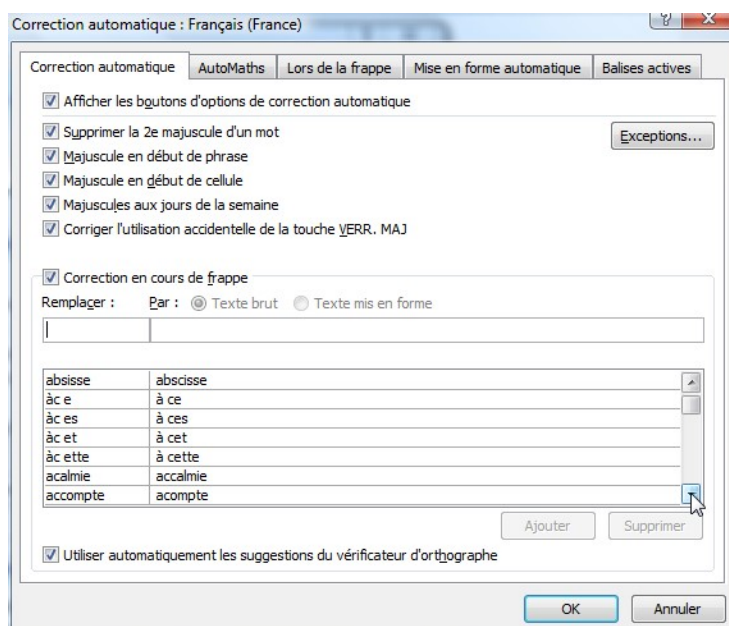 Correction automatique : Français (France)
Correction automatique AutoMaths Lors de la frappe Mise en forme automatique Balises actives
Afficher les boutons d'options de correction automatique
Supprimer la 2e majuscule d'un mot Exceptions...
Majuscule en début de phrase
Majuscule en début de cellule
Majuscules aux jours de la semaine
Corriger l'utilisation accidentelle de la touche VERR. MAJ
Correction en cours de frappe
Remplacer : Par : Texte brut Texte mis en forme
absisse abscisse
àc e à ce
àc es à ces
àc et à cet
àc ette à cette
acalmie accalmie
accompte acompte
Ajouter Supprimer
Utiliser automatiquement les suggestions du vérificateur d'orthographe
OK Annuler